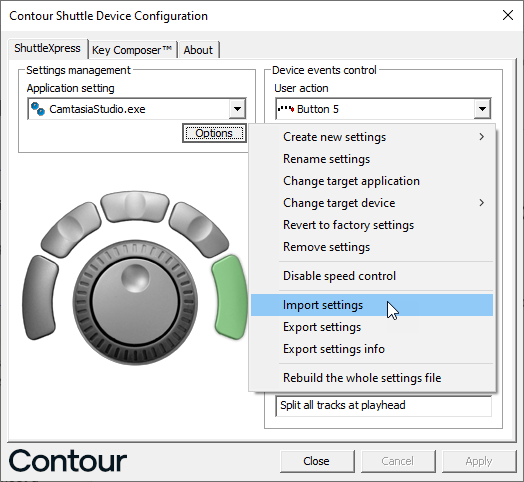 Contour Shuttle Device Configuration
ShuttleXpress
Key Composer™
About
Settings management
Application setting
CamtasiaStudio.exe
Options
Device events control
User action
Button 5
Create new settings
Rename settings
Change target application
Change target device
Revert to factory settings
Remove settings
Disable speed control
Import settings
Export settings
Export settings info
Rebuild the whole settings file
Split all tracks at playhead
Contour
Close
Cancel
Apply